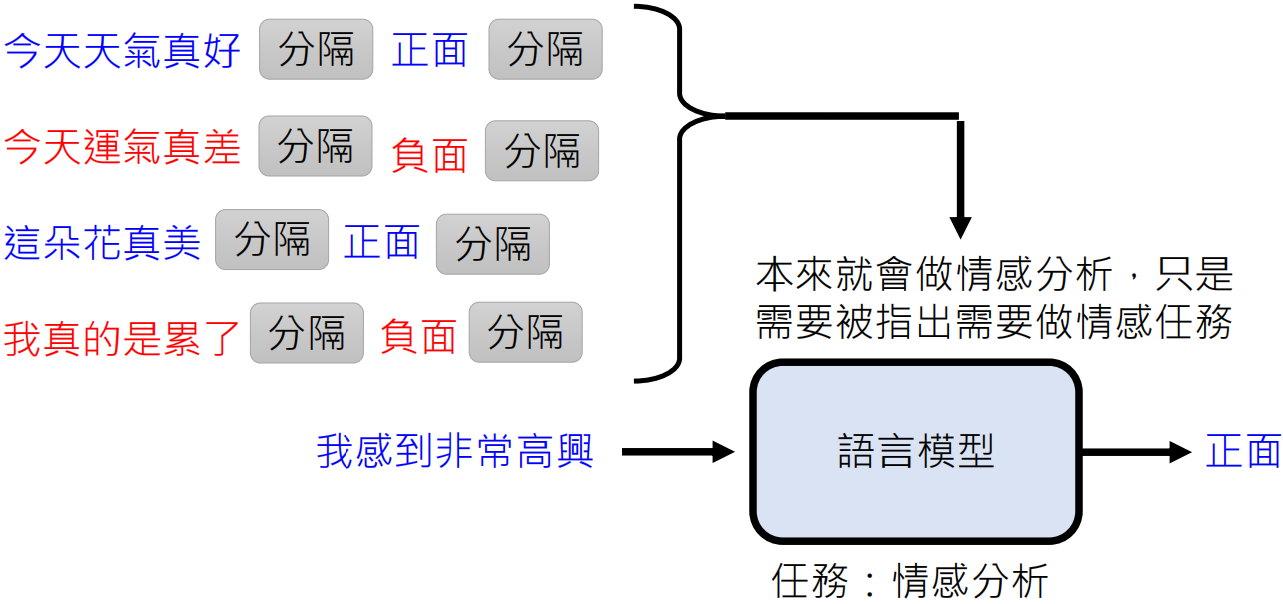 今天天氣真好 分隔 正面 分隔
今天運氣真差 分隔 負面 分隔
這朵花真美 分隔 正面 分隔
我真的是累了 分隔 負面 分隔
本來就會做情感分析，只是
需要被指出需要做情感任務
我感到非常高興
語言模型
正面
任務：情感分析